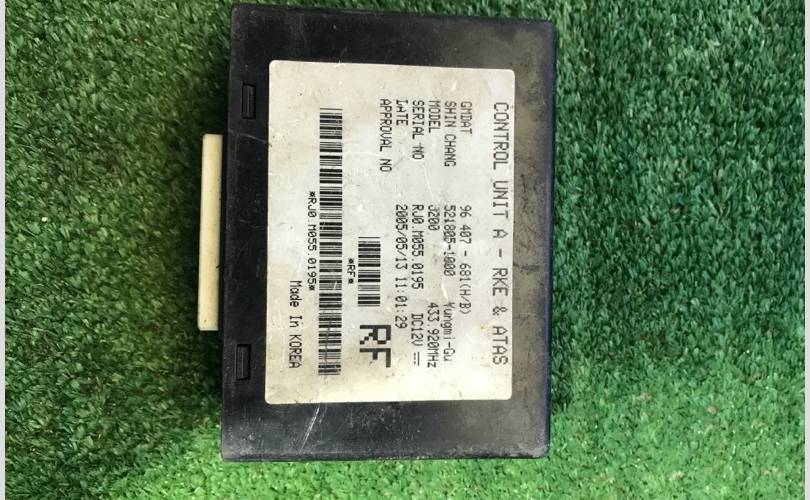 CONTROL UNIT A - RKE & ATAS
GMDAT 96 407 - 681(H/B)
SHIN CHANG 521805-1000 Yungmi-Gu
MODEL 3200 433.920MHz
SERIAL NO RJ0.M055.0195 DC12V
DATE 2005/05/13 11:01:29
APPROVAL NO
*RF*
RF
*RJ0.M055.0195*
Made In KOREA